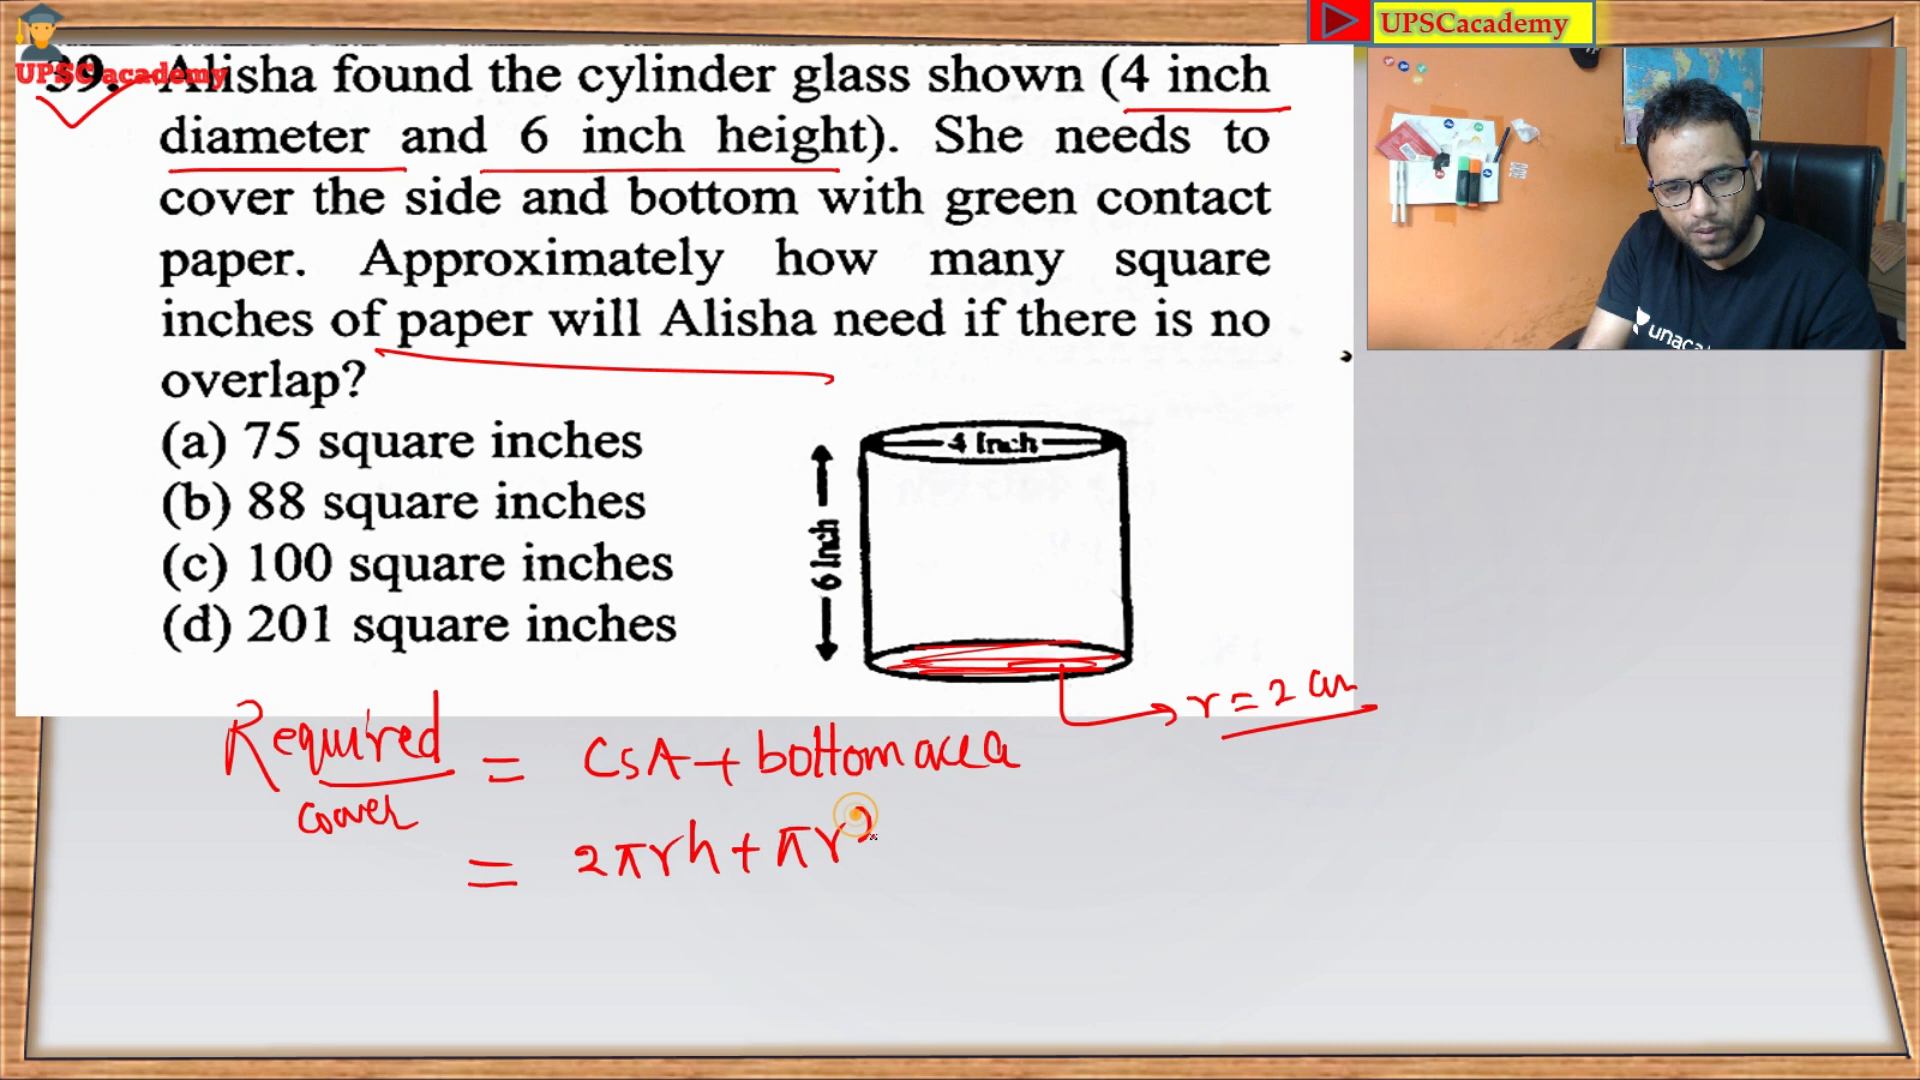 UPSCacademy
UPSC academy
39. Alisha found the cylinder glass shown (4 inch
diameter and 6 inch height). She needs to
cover the side and bottom with green contact
paper. Approximately how many square
inches of paper will Alisha need if there is no
overlap?
(a) 75 square inches
(b) 88 square inches
(c) 100 square inches
(d) 201 square inches
4 Inch
6 Inch
r = 2 cm
Required = CSA + bottom area
cover
= 2πrh + πr²
unaca